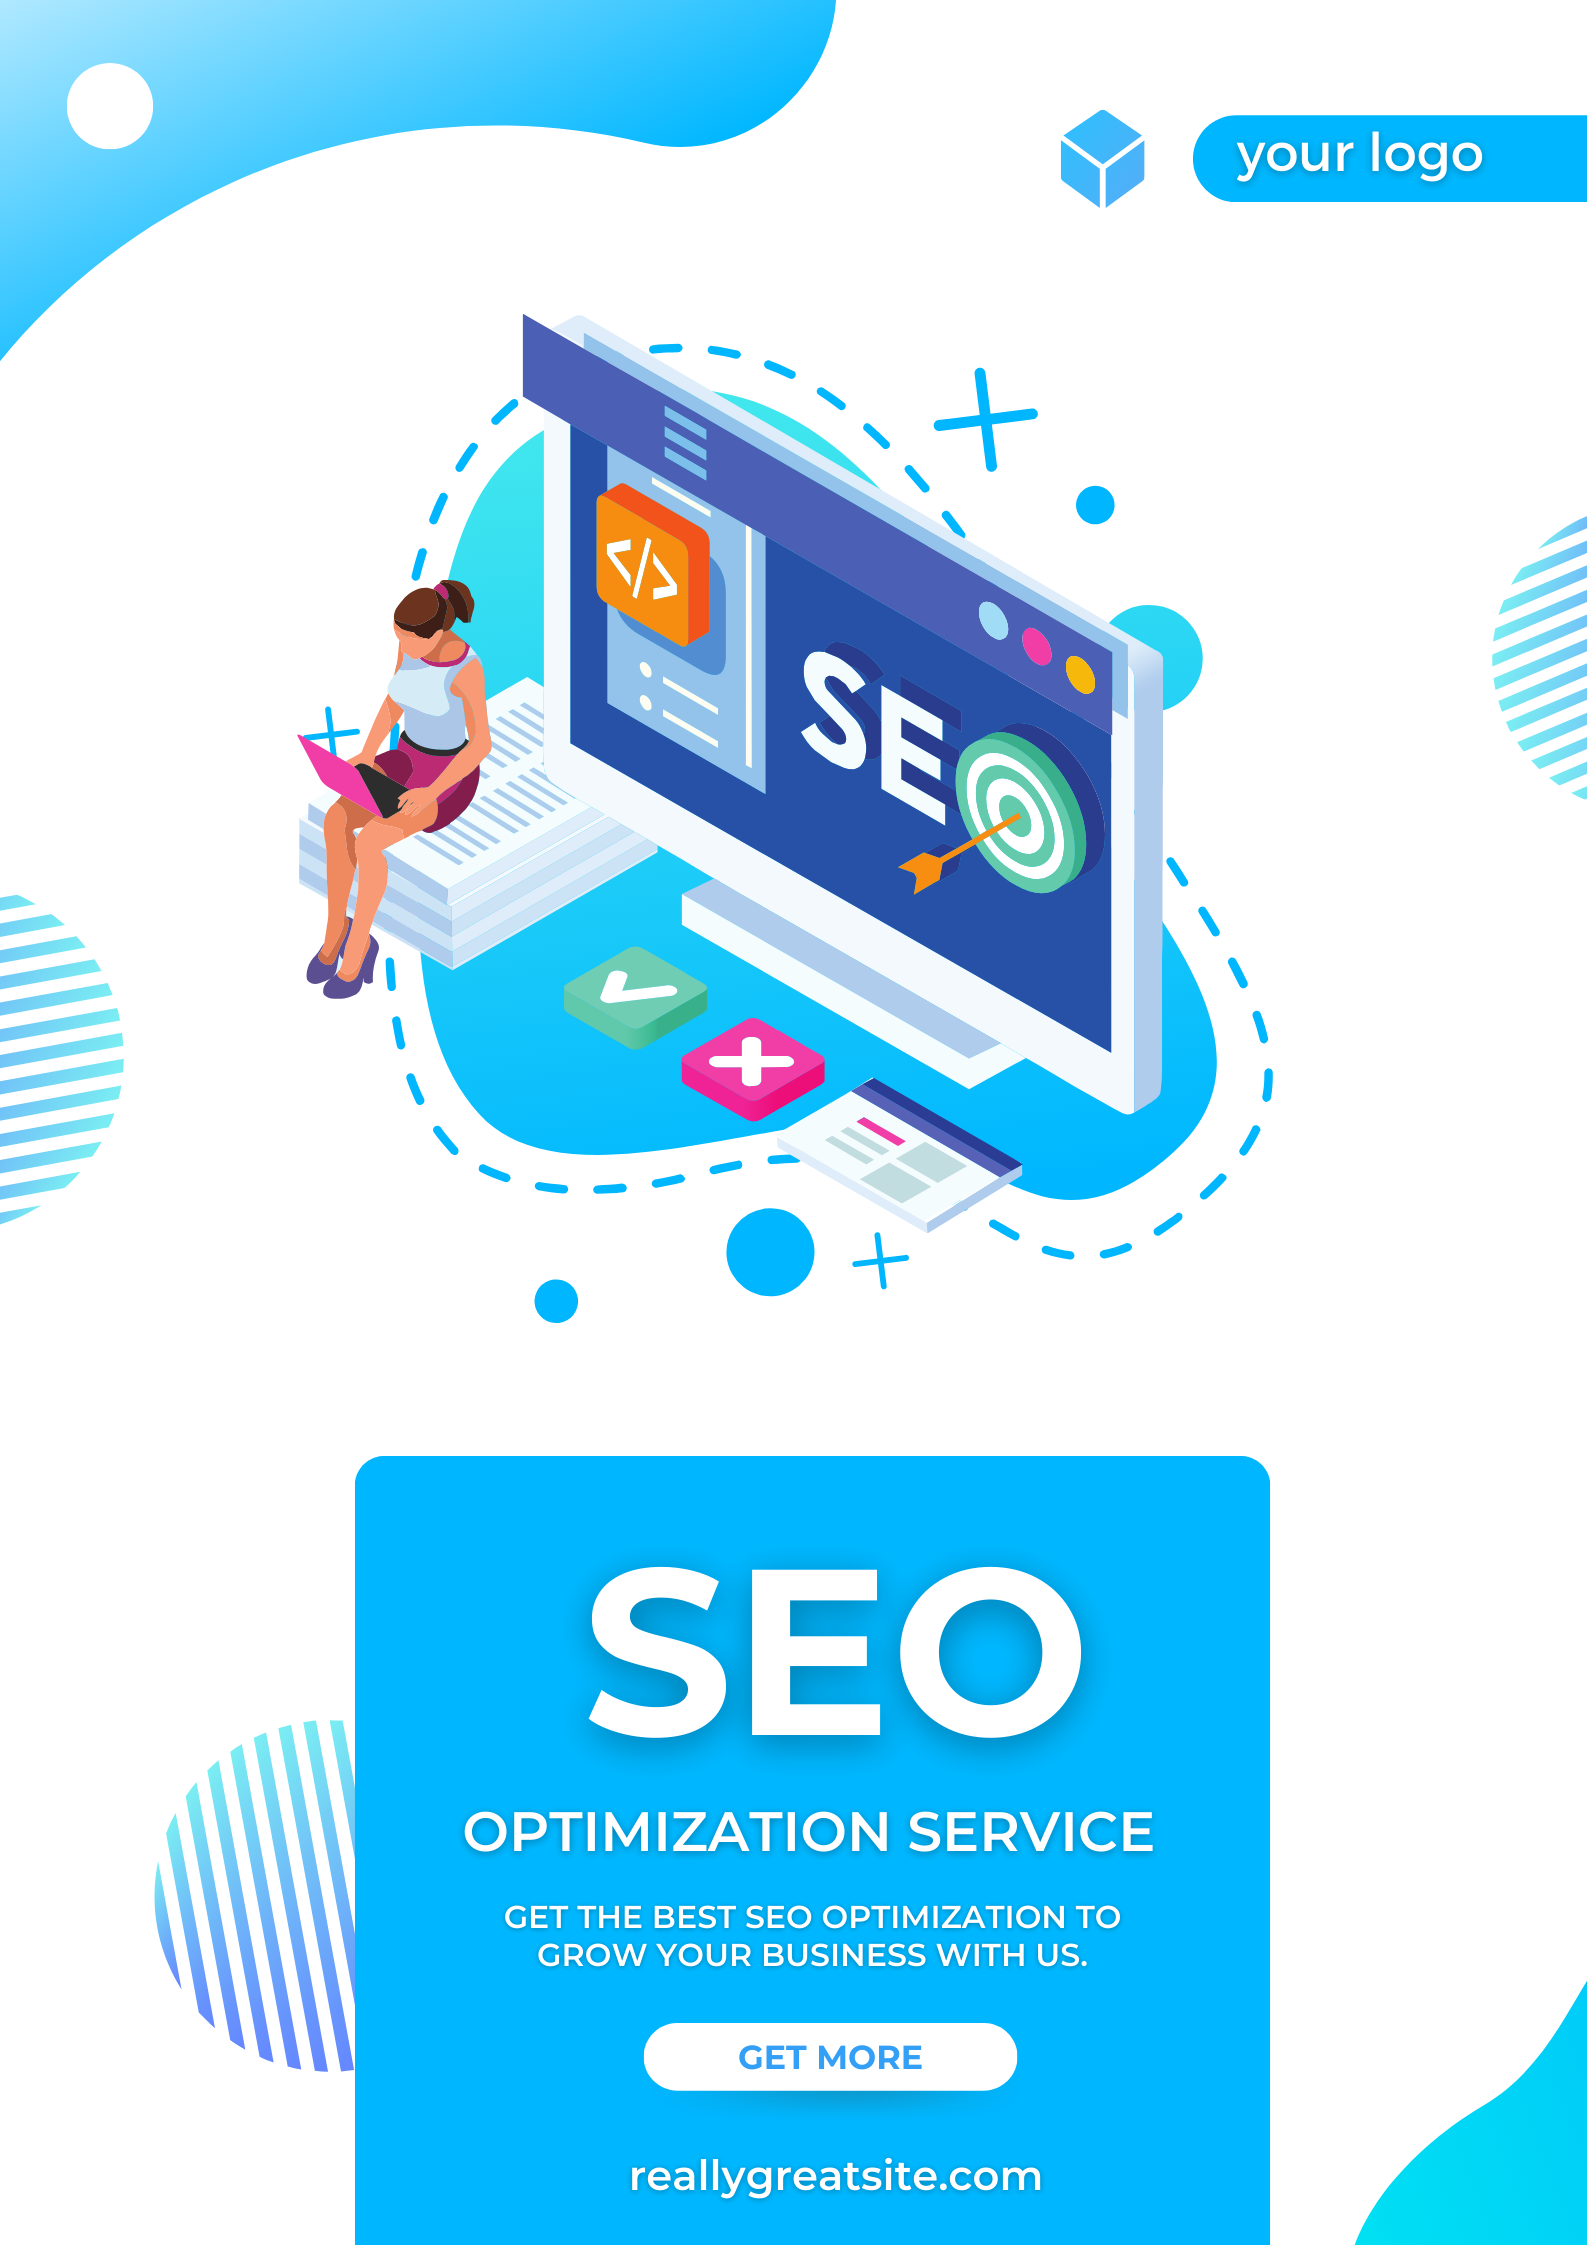 your logo
</>
SE
SEO
OPTIMIZATION SERVICE
GET THE BEST SEO OPTIMIZATION TO
GROW YOUR BUSINESS WITH US.
GET MORE
reallygreatsite.com